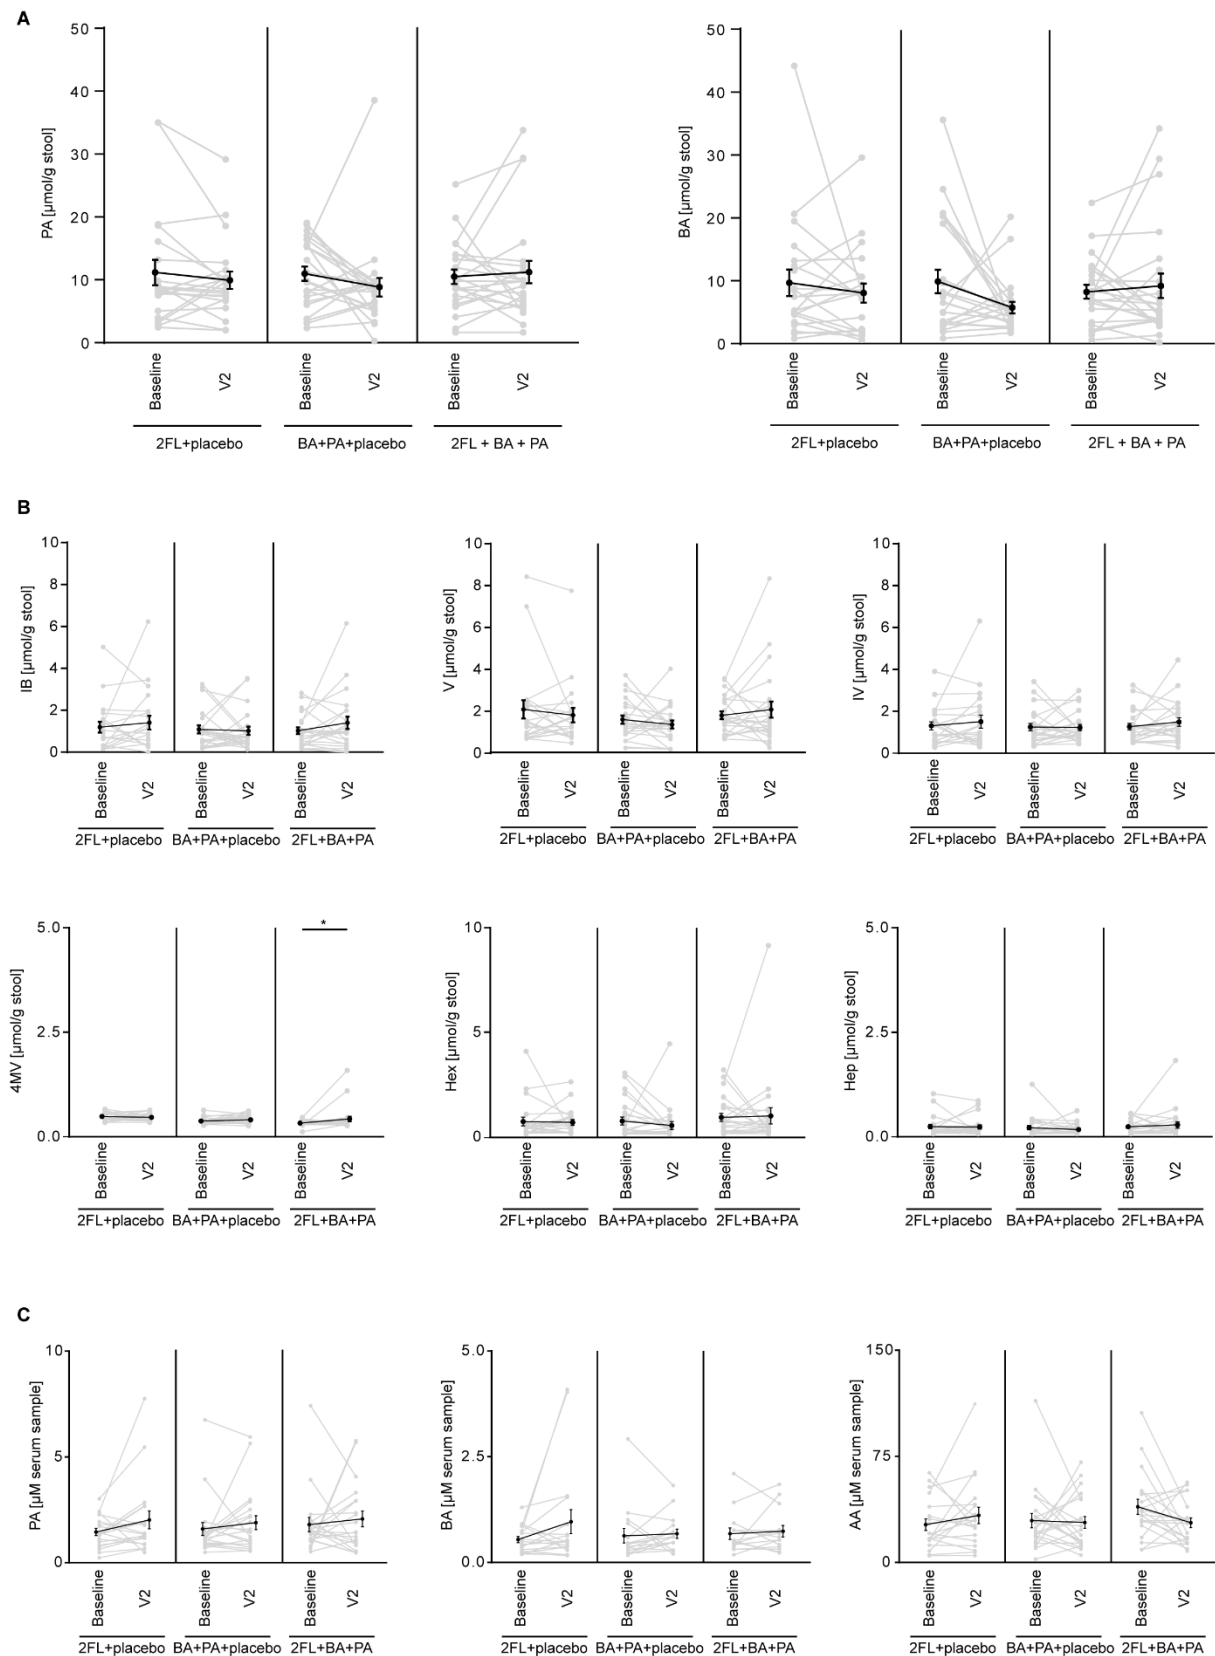 A
PA [µmol/g stool]
50
40
30
20
10
0
Baseline V2 Baseline V2 Baseline V2
2FL+placebo BA+PA+placebo 2FL + BA + PA
BA [µmol/g stool]
50
40
30
20
10
0
Baseline V2 Baseline V2 Baseline V2
2FL+placebo BA+PA+placebo 2FL + BA + PA
B
IB [µmol/g stool]
10
8
6
4
2
0
Baseline V2 Baseline V2 Baseline V2
2FL+placebo BA+PA+placebo 2FL+BA+PA
V [µmol/g stool]
10
8
6
4
2
0
Baseline V2 Baseline V2 Baseline V2
2FL+placebo BA+PA+placebo 2FL+BA+PA
IV [µmol/g stool]
10
8
6
4
2
0
Baseline V2 Baseline V2 Baseline V2
2FL+placebo BA+PA+placebo 2FL+BA+PA
4MV [µmol/g stool]
5.0
2.5
0.0
*
Baseline V2 Baseline V2 Baseline V2
2FL+placebo BA+PA+placebo 2FL+BA+PA
Hex [µmol/g stool]
10
5
0
Baseline V2 Baseline V2 Baseline V2
2FL+placebo BA+PA+placebo 2FL+BA+PA
Hep [µmol/g stool]
5.0
2.5
0.0
Baseline V2 Baseline V2 Baseline V2
2FL+placebo BA+PA+placebo 2FL+BA+PA
C
PA [µM serum sample]
10
5
0
Baseline V2 Baseline V2 Baseline V2
2FL+placebo BA+PA+placebo 2FL+BA+PA
BA [µM serum sample]
5.0
2.5
0.0
Baseline V2 Baseline V2 Baseline V2
2FL+placebo BA+PA+placebo 2FL+BA+PA
AA [µM serum sample]
150
75
0
Baseline V2 Baseline V2 Baseline V2
2FL+placebo BA+PA+placebo 2FL+BA+PA